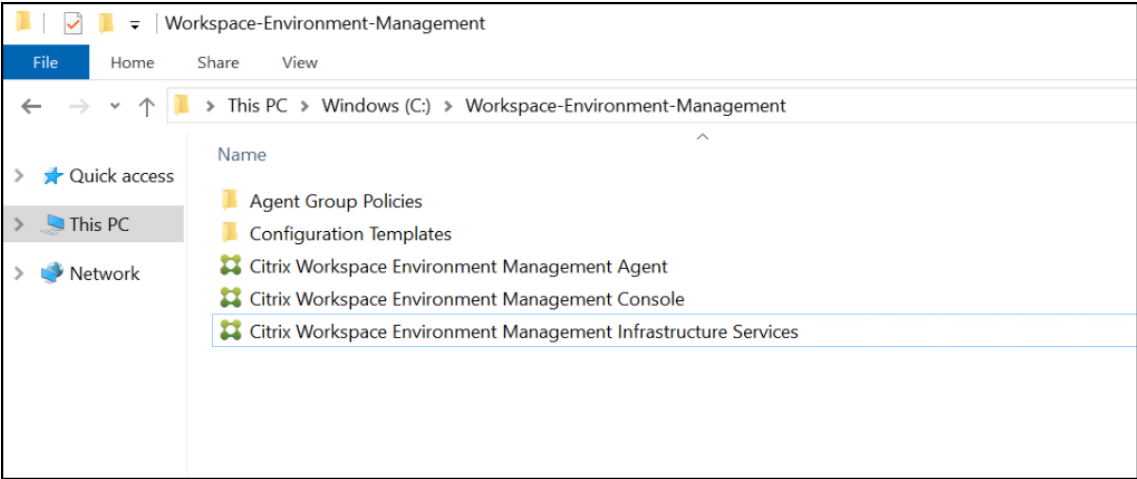 Workspace-Environment-Management
File Home Share View
This PC > Windows (C:) > Workspace-Environment-Management
Name
Quick access
Agent Group Policies
This PC
Configuration Templates
Citrix Workspace Environment Management Agent
Network
Citrix Workspace Environment Management Console
Citrix Workspace Environment Management Infrastructure Services